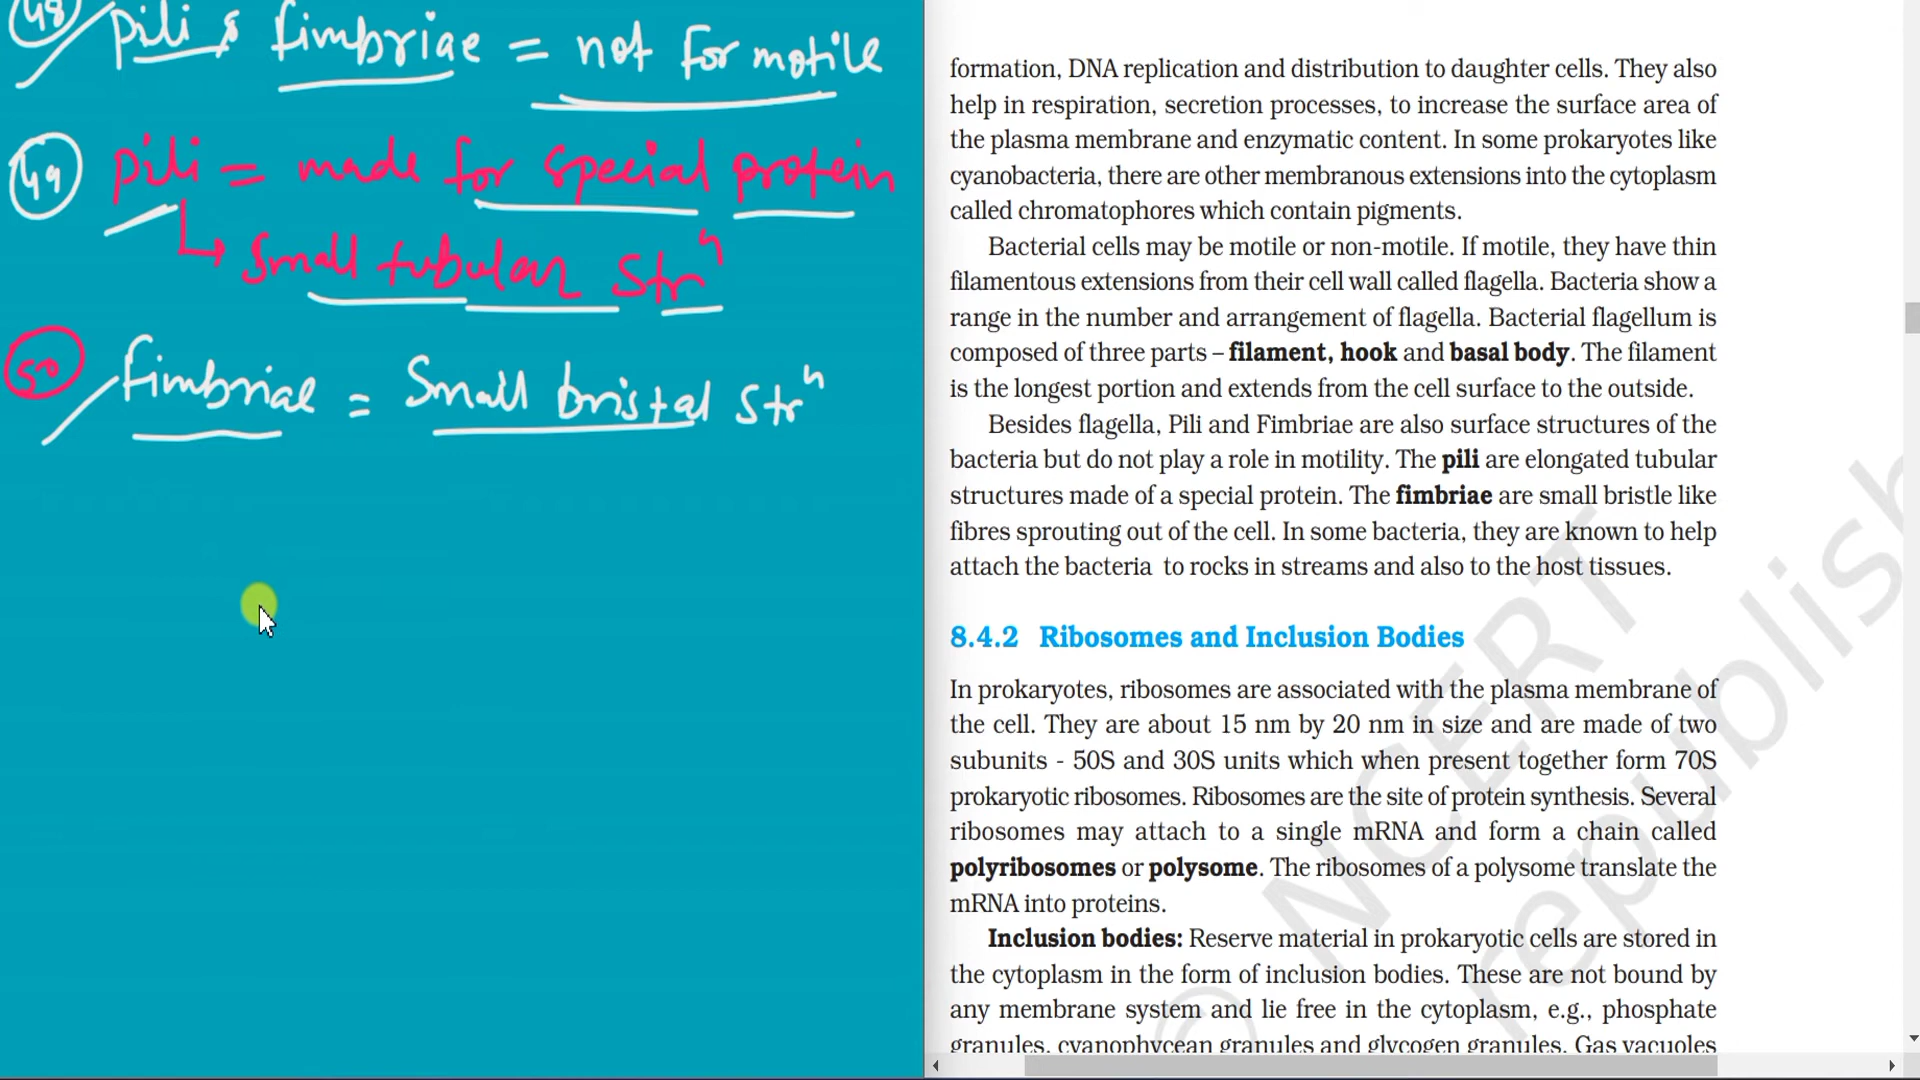 48 pili & fimbriae = not for motile
49 pili = made for special protein
↳ small tubular strⁿ
50 fimbrial = small bristal strⁿ
formation, DNA replication and distribution to daughter cells. They also
help in respiration, secretion processes, to increase the surface area of
the plasma membrane and enzymatic content. In some prokaryotes like
cyanobacteria, there are other membranous extensions into the cytoplasm
called chromatophores which contain pigments.
Bacterial cells may be motile or non-motile. If motile, they have thin
filamentous extensions from their cell wall called flagella. Bacteria show a
range in the number and arrangement of flagella. Bacterial flagellum is
composed of three parts – filament, hook and basal body. The filament
is the longest portion and extends from the cell surface to the outside.
Besides flagella, Pili and Fimbriae are also surface structures of the
bacteria but do not play a role in motility. The pili are elongated tubular
structures made of a special protein. The fimbriae are small bristle like
fibres sprouting out of the cell. In some bacteria, they are known to help
attach the bacteria to rocks in streams and also to the host tissues.
8.4.2 Ribosomes and Inclusion Bodies
In prokaryotes, ribosomes are associated with the plasma membrane of
the cell. They are about 15 nm by 20 nm in size and are made of two
subunits - 50S and 30S units which when present together form 70S
prokaryotic ribosomes. Ribosomes are the site of protein synthesis. Several
ribosomes may attach to a single mRNA and form a chain called
polyribosomes or polysome. The ribosomes of a polysome translate the
mRNA into proteins.
Inclusion bodies: Reserve material in prokaryotic cells are stored in
the cytoplasm in the form of inclusion bodies. These are not bound by
any membrane system and lie free in the cytoplasm, e.g., phosphate
granules, cyanophycean granules and glycogen granules. Gas vacuoles
© NCERT
republish